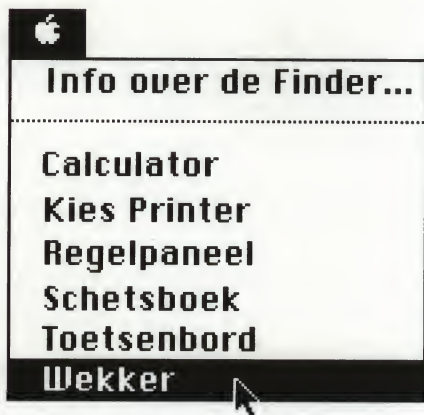 Info over de Finder...
Calculator
Kies Printer
Regelpaneel
Schetsboek
Toetsenbord
Wekker